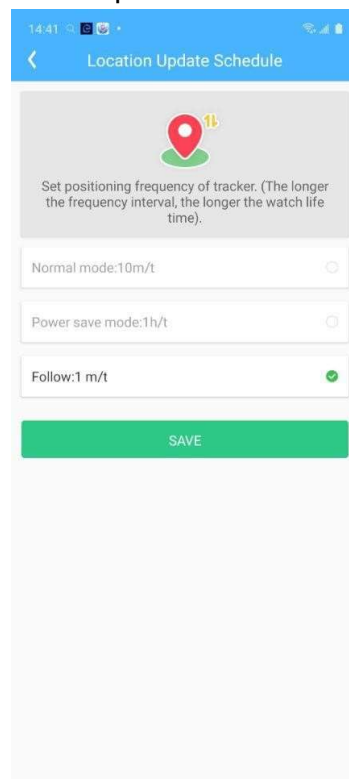 14:41
Location Update Schedule
Set positioning frequency of tracker. (The longer
the frequency interval, the longer the watch life
time).
Normal mode:10m/t
Power save mode:1h/t
Follow:1 m/t
SAVE